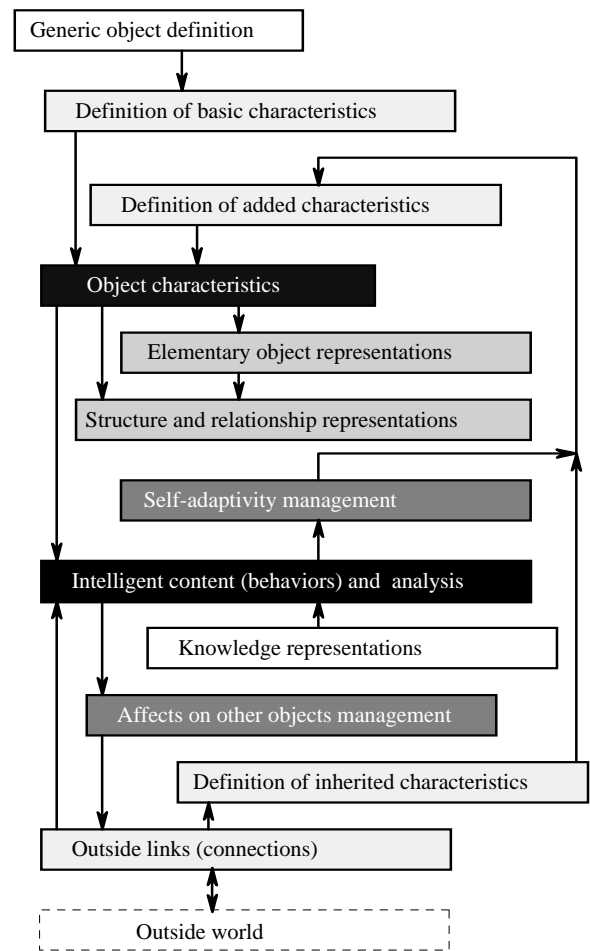 Generic object definition
Definition of basic characteristics
Definition of added characteristics
Object characteristics
Elementary object representations
Structure and relationship representations
Self-adaptivity management
Intelligent content (behaviors) and analysis
Knowledge representations
Affects on other objects management
Definition of inherited characteristics
Outside links (connections)
Outside world